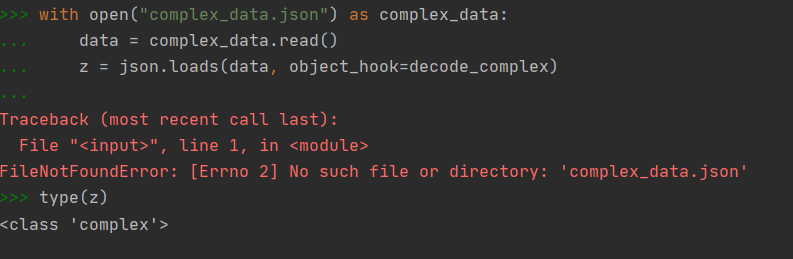 >>> with open("complex_data.json") as complex_data:
...     data = complex_data.read()
...     z = json.loads(data, object_hook=decode_complex)
...
Traceback (most recent call last):
  File "<input>", line 1, in <module>
FileNotFoundError: [Errno 2] No such file or directory: 'complex_data.json'
>>> type(z)
<class 'complex'>